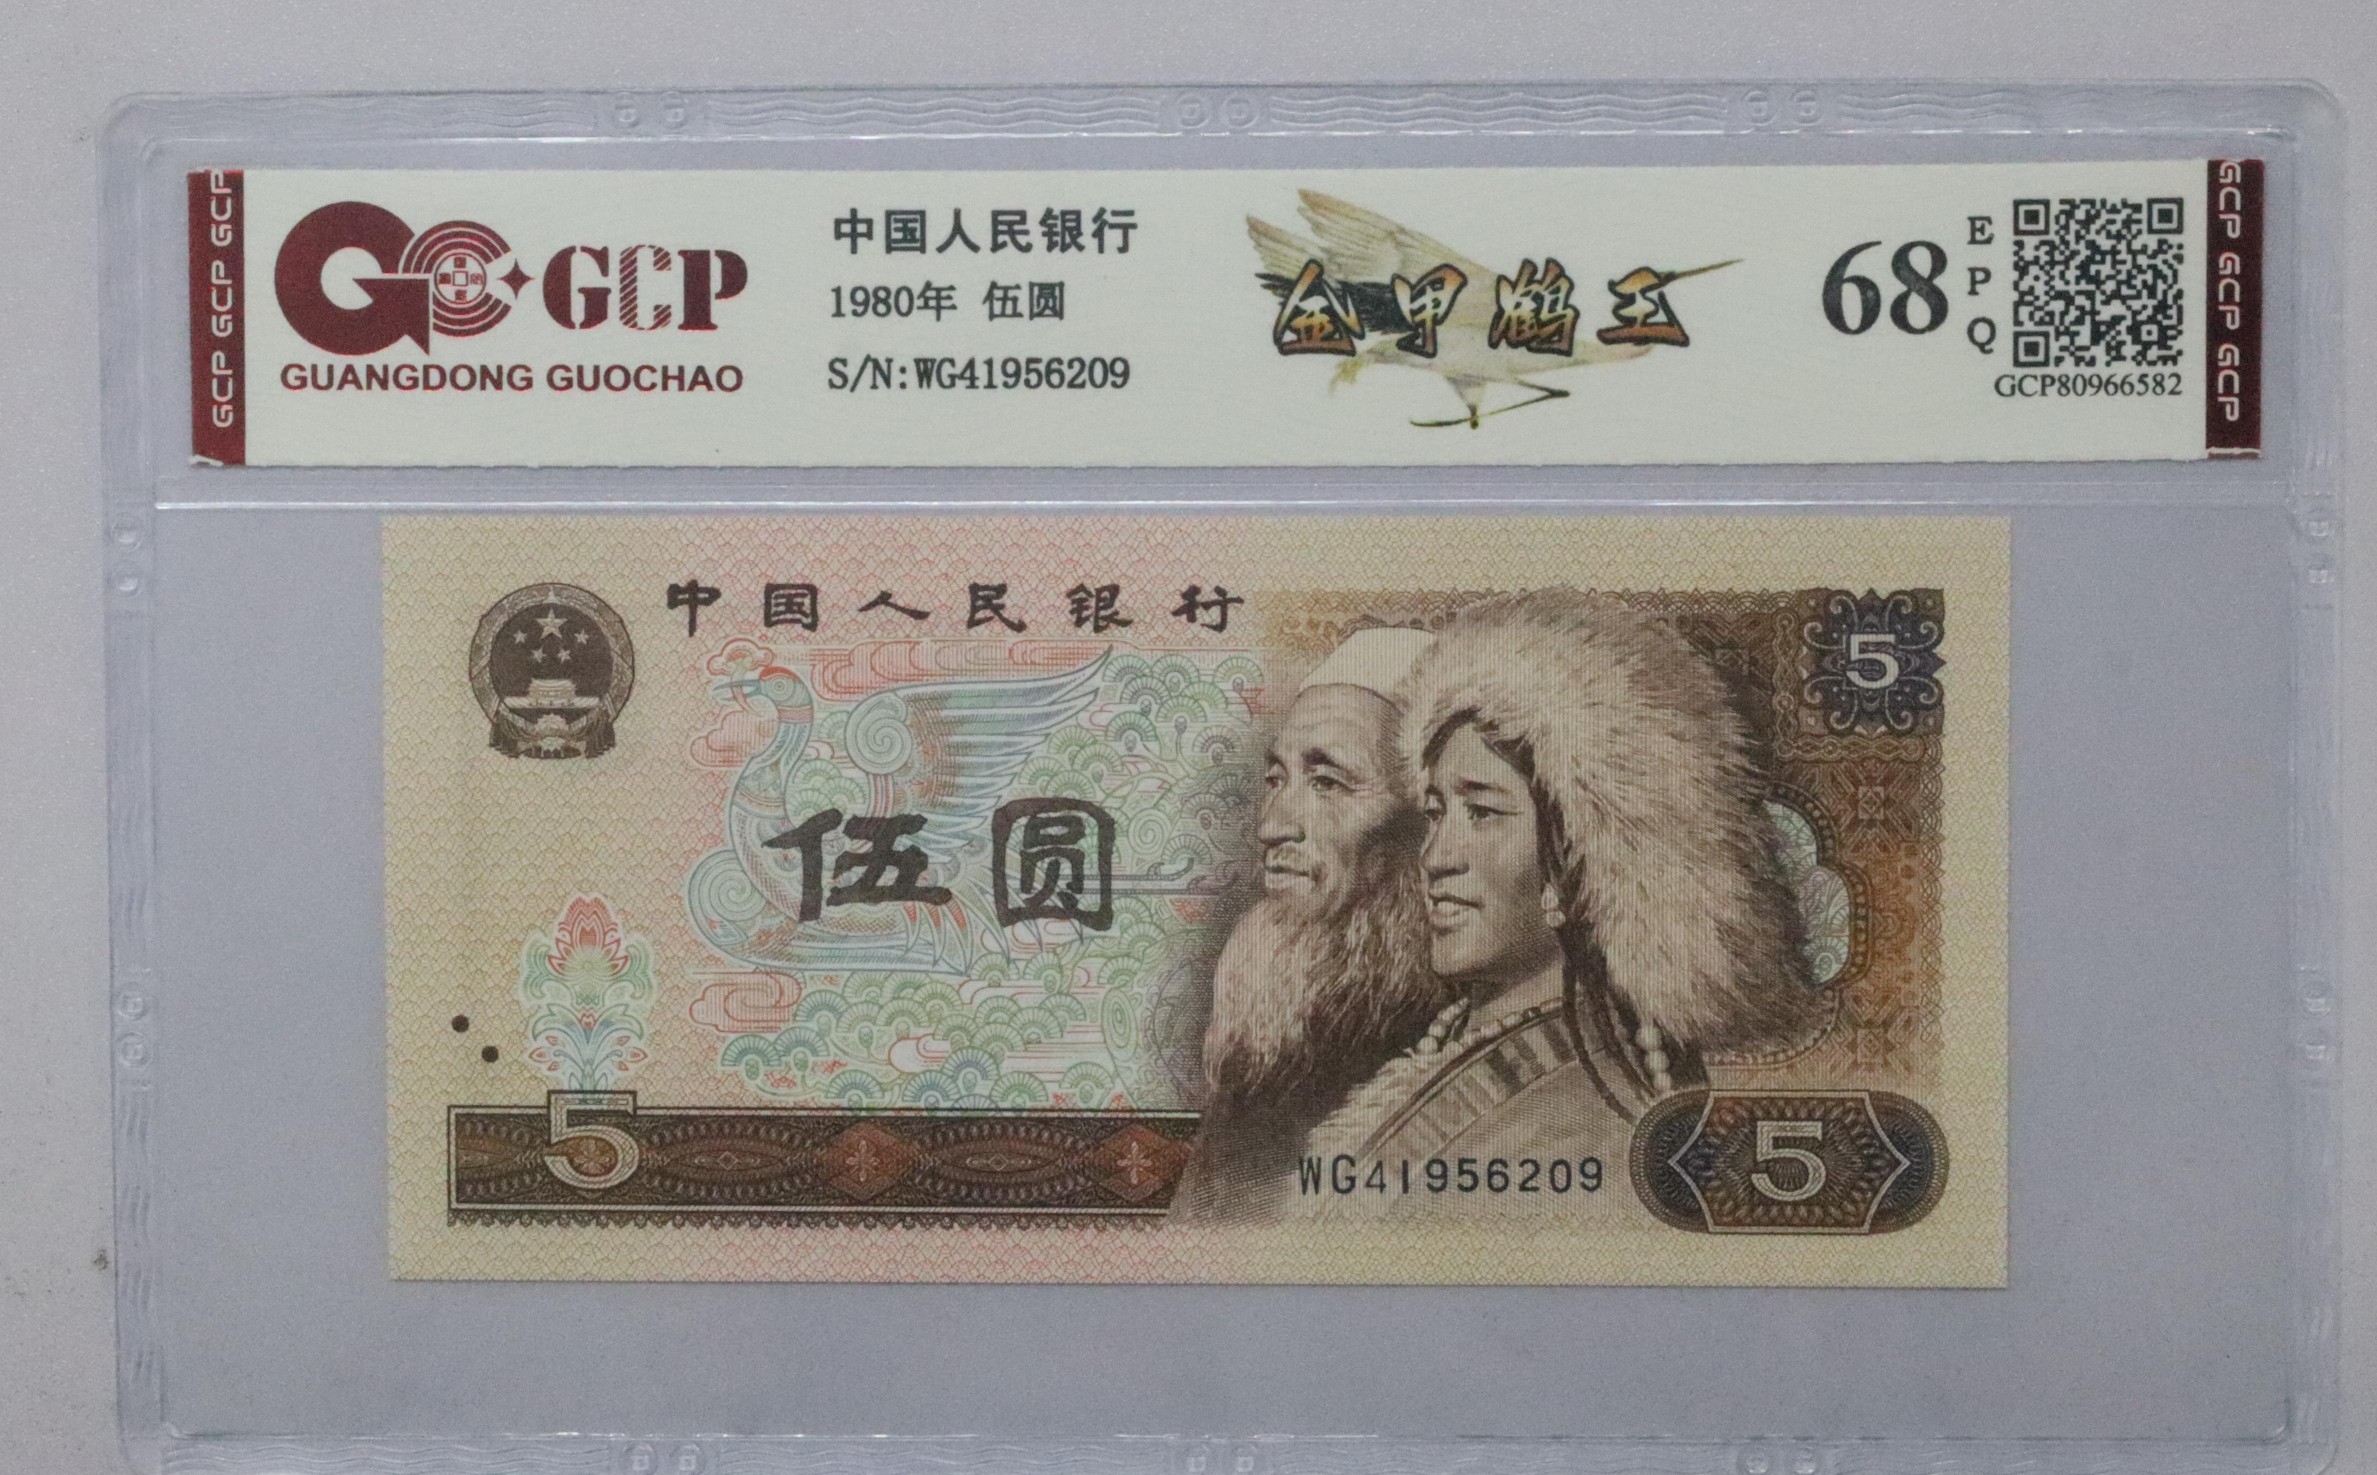 GCP GCP GCP
GCP
GUANGDONG GUOCHAO
中国人民银行
1980年 伍圆
S/N:WG41956209
金甲鹤王
68
EPQ
GCP80966582
GCP GCP GCP
中国人民银行
5
伍圆
5
WG41956209
5